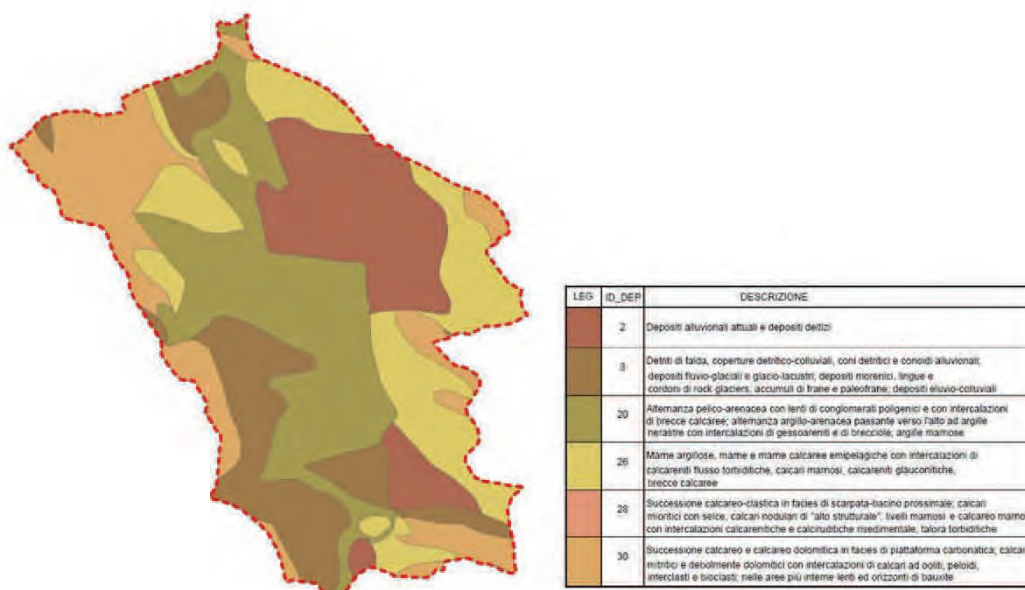 LEG ID_DEP DESCRIZIONE
2 Depositi alluvionali attuali e depositi deltizi
3 Detriti di falda, coperture detritico-colluviali, coni detritici e conoidi alluvionali;
depositi fluvio-glaciali e glacio-lacustri, depositi morenici, lingue e
cordoni di rock glaciers, accumuli di frane e paleofrane; depositi eluvio-colluviali
20 Alternanza pelico-arenacea con lenti di conglomerati poligenici e con intercalazioni
di brecce calcaree; alternanza argillo-arenacea passante verso l'alto ad argille
nerastre con intercalazioni di gessoareniti e di brecciole; argille marnose
26 Marne argillose, marne e marne calcaree emipelagiche con intercalazioni di
calcareniti flusso torbiditiche, calcari marnosi, calcareniti glauconitiche,
brecce calcaree
28 Successione calcareo-clastica in facies di scarpata-bacino prossimale; calcari
micritici con selce, calcari nodulari di "alto strutturale", livelli marnosi e calcareo marno
con intercalazioni calcarenitiche e calciruditiche risedimentate, talora torbiditiche
30 Successione calcareo e calcareo dolomitica in facies di piattaforma carbonatica; calcar
mitritici e debolmente dolomitici con intercalazioni di calcari ad ooliti, peloidi,
interclasti e bioclasti; nelle aree più interne lenti ed orizzonti di bauxite